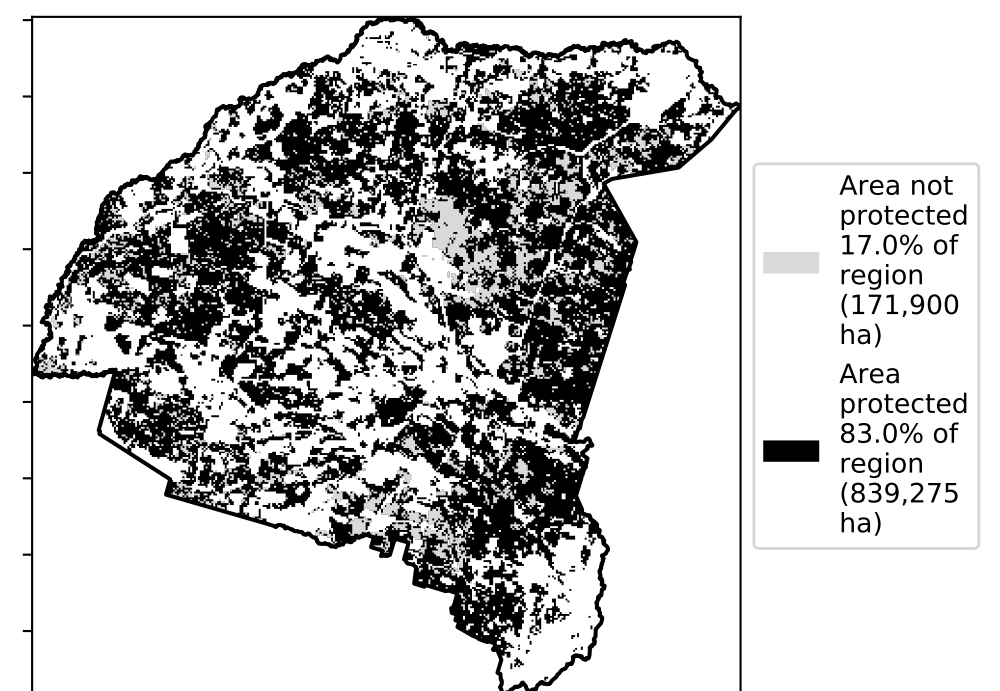 Area not
protected
17.0% of
region
(171,900
ha)
Area
protected
83.0% of
region
(839,275
ha)